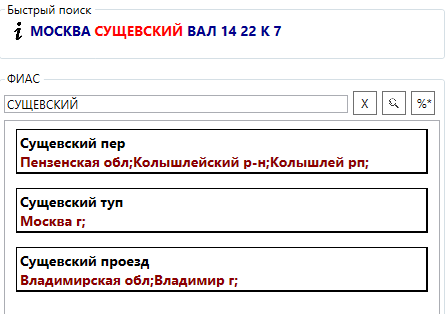 Быстрый поиск
i МОСКВА СУЩЕВСКИЙ ВАЛ 14 22 К 7
ФИАС
СУЩЕВСКИЙ X %*
Сущевский пер
Пензенская обл;Колышлейский р-н;Колышлей рп;
Сущевский туп
Москва г;
Сущевский проезд
Владимирская обл;Владимир г;